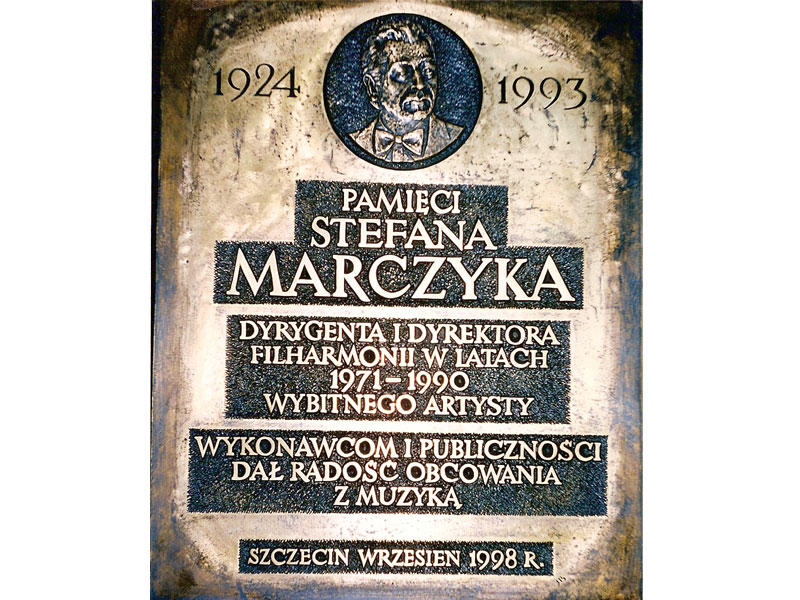 1924 1993
PAMIĘCI
STEFANA
MARCZYKA
DYRYGENTA I DYREKTORA
FILHARMONII W LATACH
1971-1990
WYBITNEGO ARTYSTY
WYKONAWCOM I PUBLICZNOŚCI
DAŁ RADOŚĆ OBCOWANIA
Z MUZYKĄ
SZCZECIN WRZESIEŃ 1998 R.